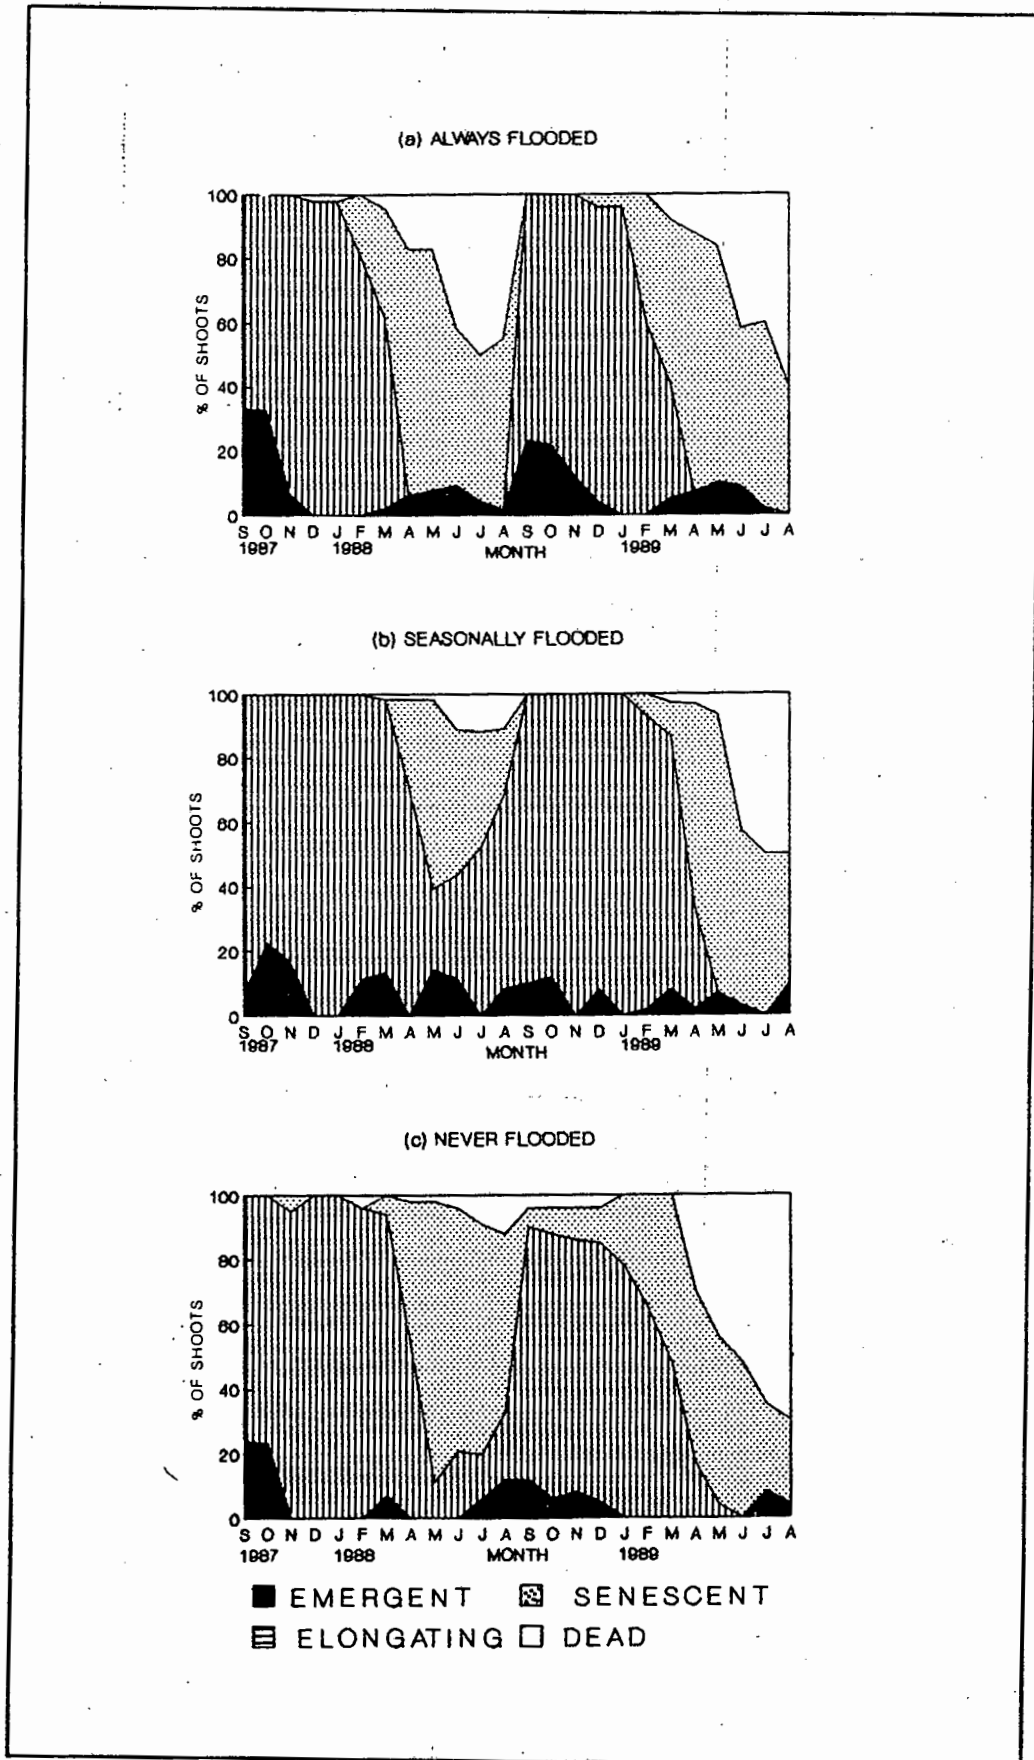 (a) ALWAYS FLOODED
100
80
60
40
20
0
% OF SHOOTS
S O N D J F M A M J J A S O N D J F M A M J J A
1987 1988 MONTH 1989
(b) SEASONALLY FLOODED
100
80
60
40
20
0
% OF SHOOTS
S O N D J F M A M J J A S O N D J F M A M J J A
1987 1988 MONTH 1989
(c) NEVER FLOODED
100
80
60
40
20
0
% OF SHOOTS
S O N D J F M A M J J A S O N D J F M A M J J A
1987 1988 MONTH 1989
EMERGENT SENESCENT
ELONGATING DEAD